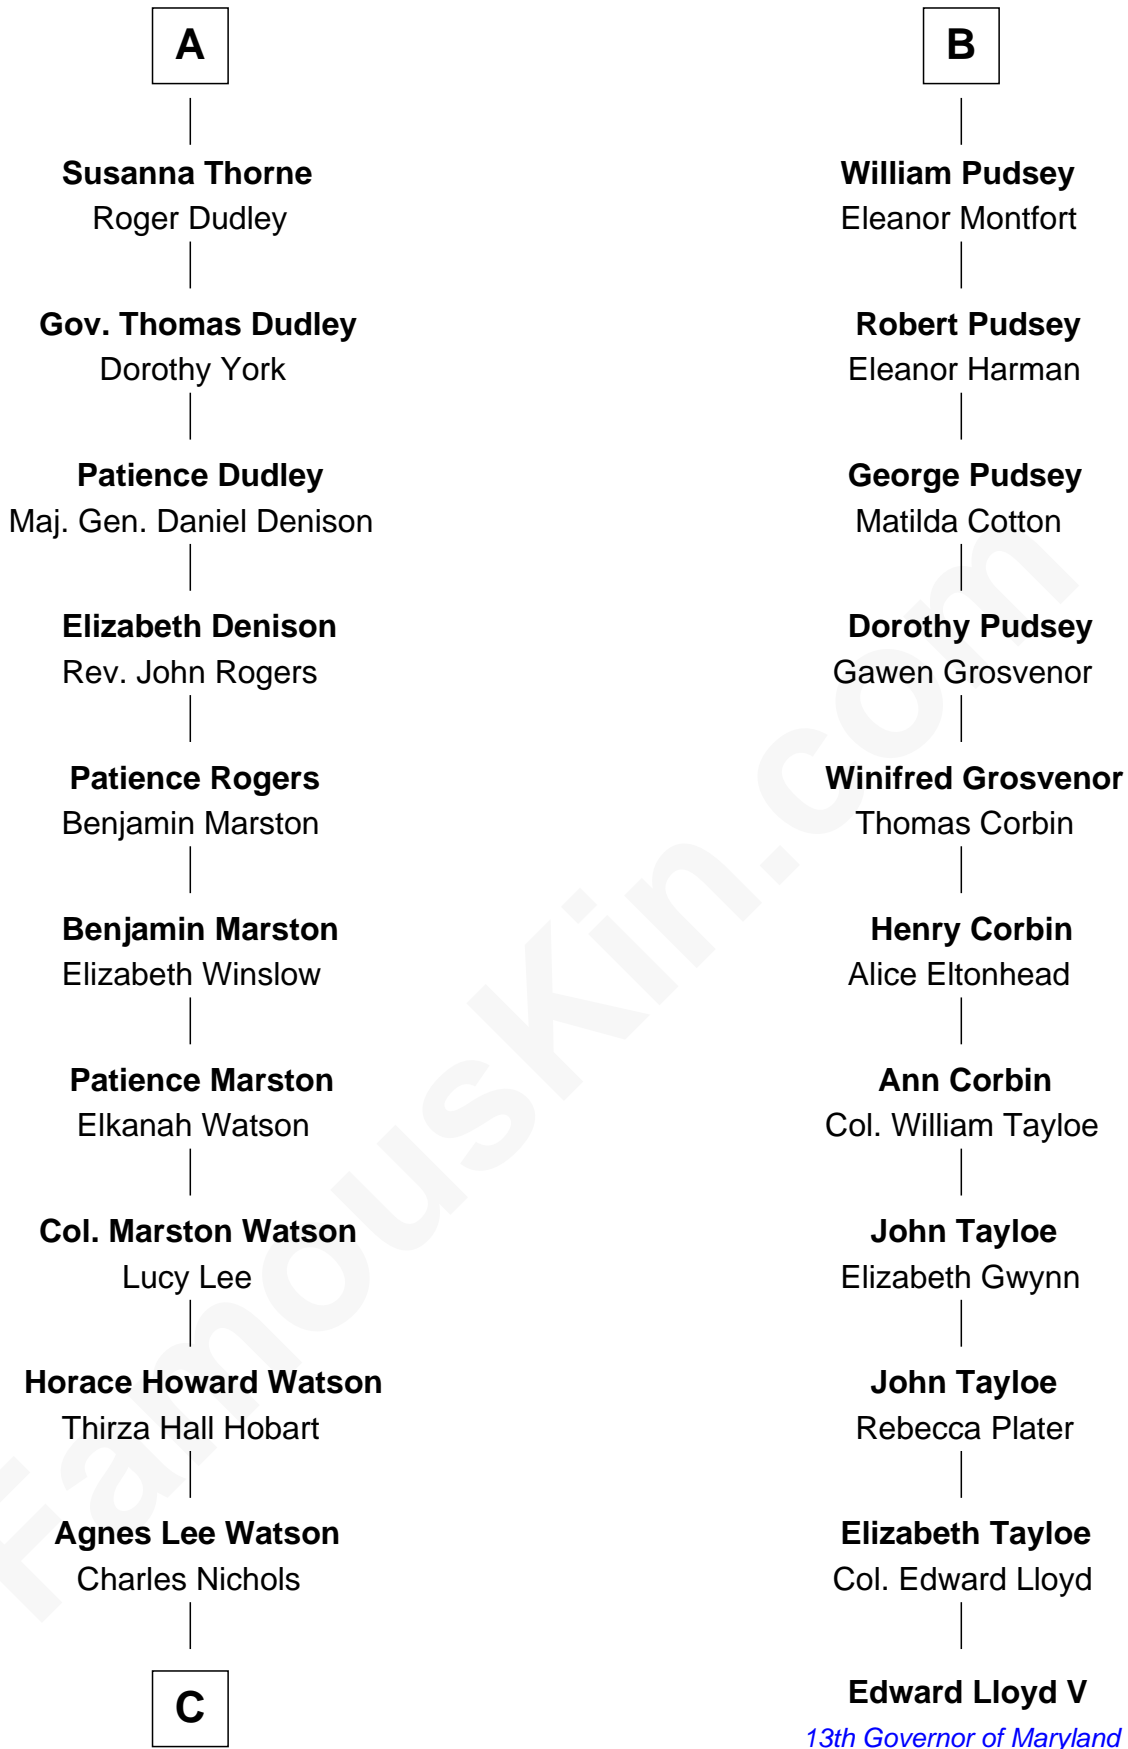 A
Susanna Thorne
Roger Dudley
Gov. Thomas Dudley
Dorothy York
Patience Dudley
Maj. Gen. Daniel Denison
Elizabeth Denison
Rev. John Rogers
Patience Rogers
Benjamin Marston
Benjamin Marston
Elizabeth Winslow
Patience Marston
Elkanah Watson
Col. Marston Watson
Lucy Lee
Horace Howard Watson
Thirza Hall Hobart
Agnes Lee Watson
Charles Nichols
C
B
William Pudsey
Eleanor Montfort
Robert Pudsey
Eleanor Harman
George Pudsey
Matilda Cotton
Dorothy Pudsey
Gawen Grosvenor
Winifred Grosvenor
Thomas Corbin
Henry Corbin
Alice Eltonhead
Ann Corbin
Col. William Tayloe
John Tayloe
Elizabeth Gwynn
John Tayloe
Rebecca Plater
Elizabeth Tayloe
Col. Edward Lloyd
Edward Lloyd V
13th Governor of Maryland
FamousKin.com